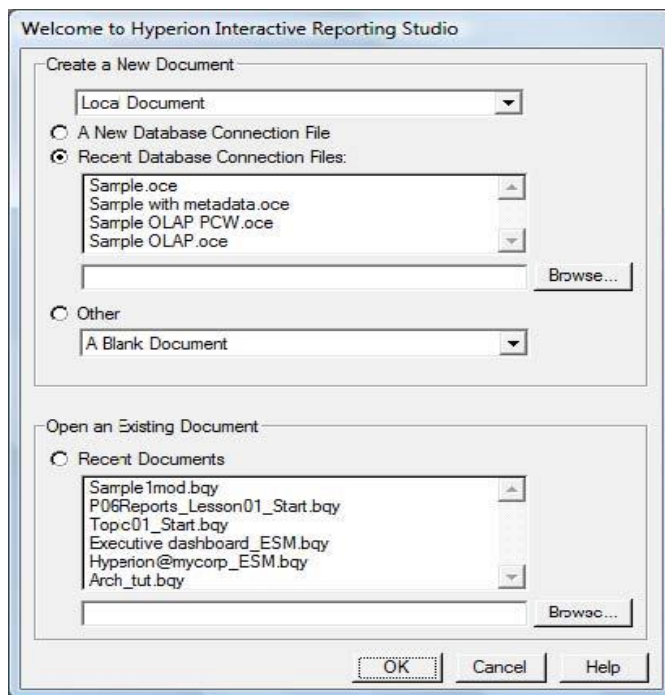 Welcome to Hyperion Interactive Reporting Studio
Create a New Document
Local Document
A New Database Connection File
Recent Database Connection Files:
Sample.oce
Sample with metadata.oce
Sample OLAP PCW.oce
Sample OLAP.oce
Browse...
Other
A Blank Document
Open an Existing Document
Recent Documents
Sample1mod.bqy
P06Reports_Lesson01_Start.bqy
Topic01_Start.bqy
Executive dashboard_ESM.bqy
Hyperion@mycorp_ESM.bqy
Arch_tut.bqy
Browse...
OK Cancel Help